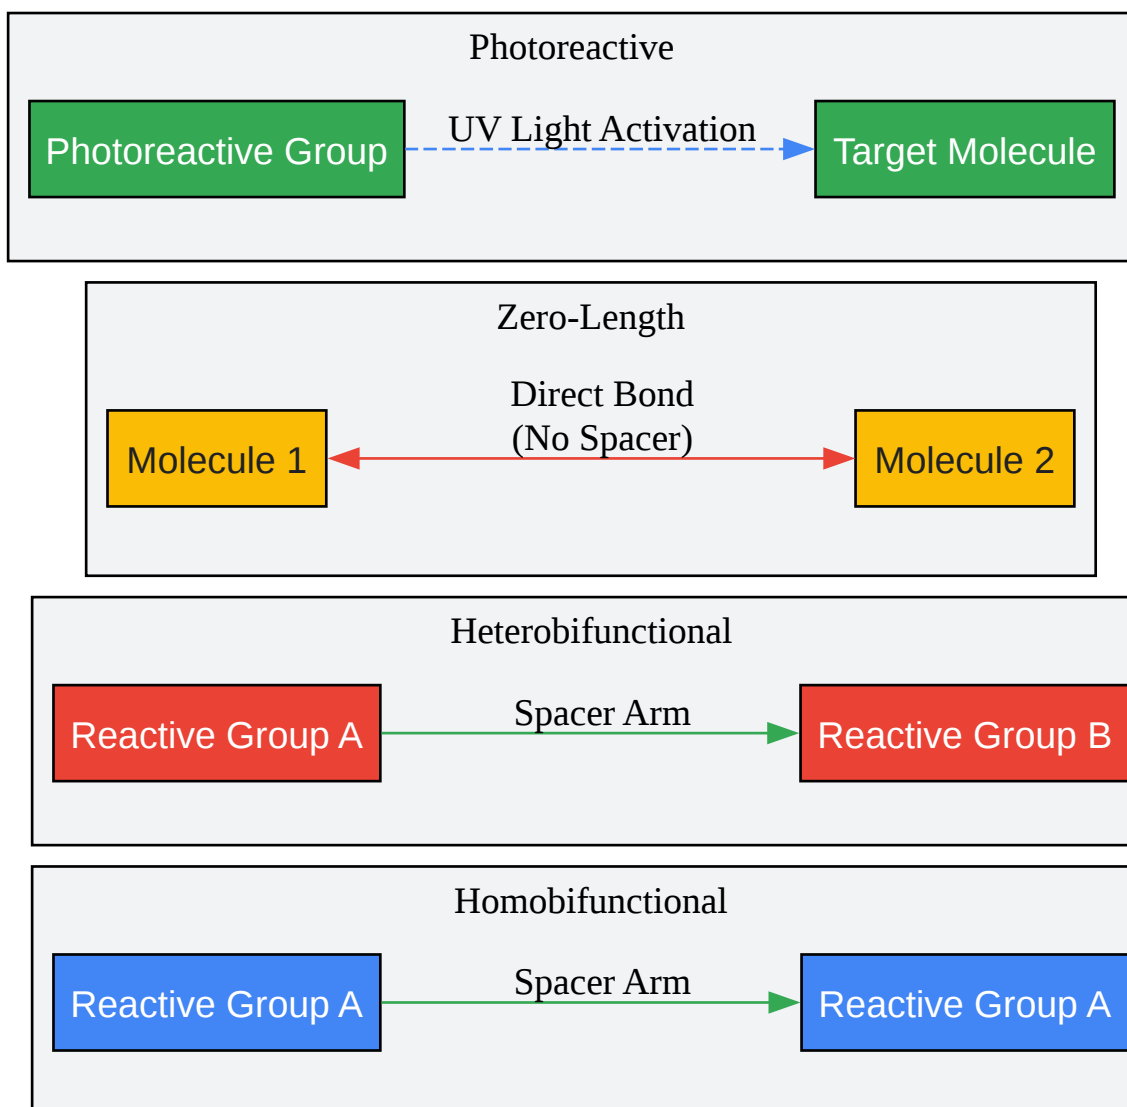 Photoreactive
Photoreactive Group
UV Light Activation
Target Molecule
Zero-Length
Molecule 1
Direct Bond
(No Spacer)
Molecule 2
Heterobifunctional
Reactive Group A
Spacer Arm
Reactive Group B
Homobifunctional
Reactive Group A
Spacer Arm
Reactive Group A